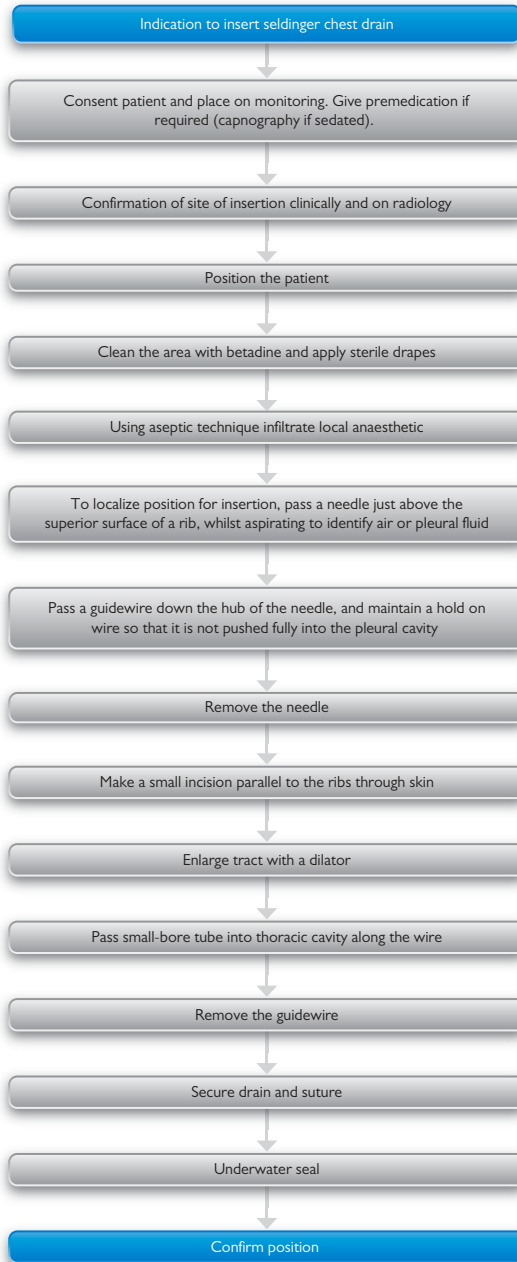 Indication to insert seldinger chest drain
Consent patient and place on monitoring. Give premedication if
required (capnography if sedated).
Confirmation of site of insertion clinically and on radiology
Position the patient
Clean the area with betadine and apply sterile drapes
Using aseptic technique infiltrate local anaesthetic
To localize position for insertion, pass a needle just above the
superior surface of a rib, whilst aspirating to identify air or pleural fluid
Pass a guidewire down the hub of the needle, and maintain a hold on
wire so that it is not pushed fully into the pleural cavity
Remove the needle
Make a small incision parallel to the ribs through skin
Enlarge tract with a dilator
Pass small-bore tube into thoracic cavity along the wire
Remove the guidewire
Secure drain and suture
Underwater seal
Confirm position